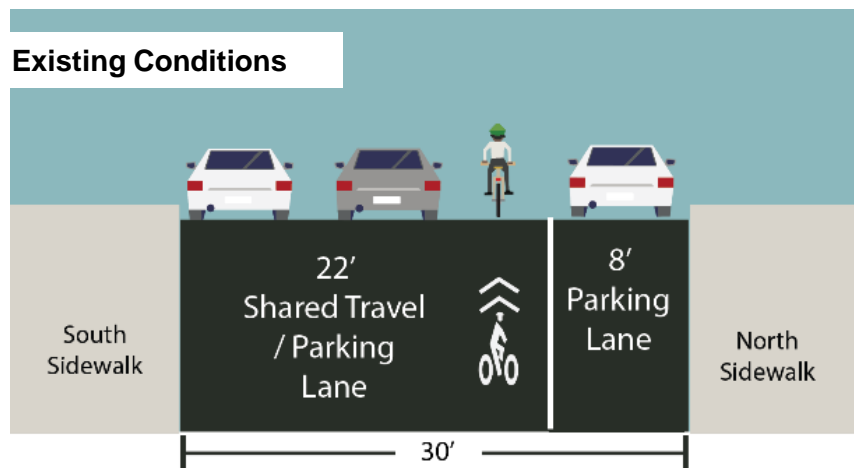 Existing Conditions
22’
Shared Travel
/ Parking
Lane
8’
Parking
Lane
South
Sidewalk
North
Sidewalk
30’